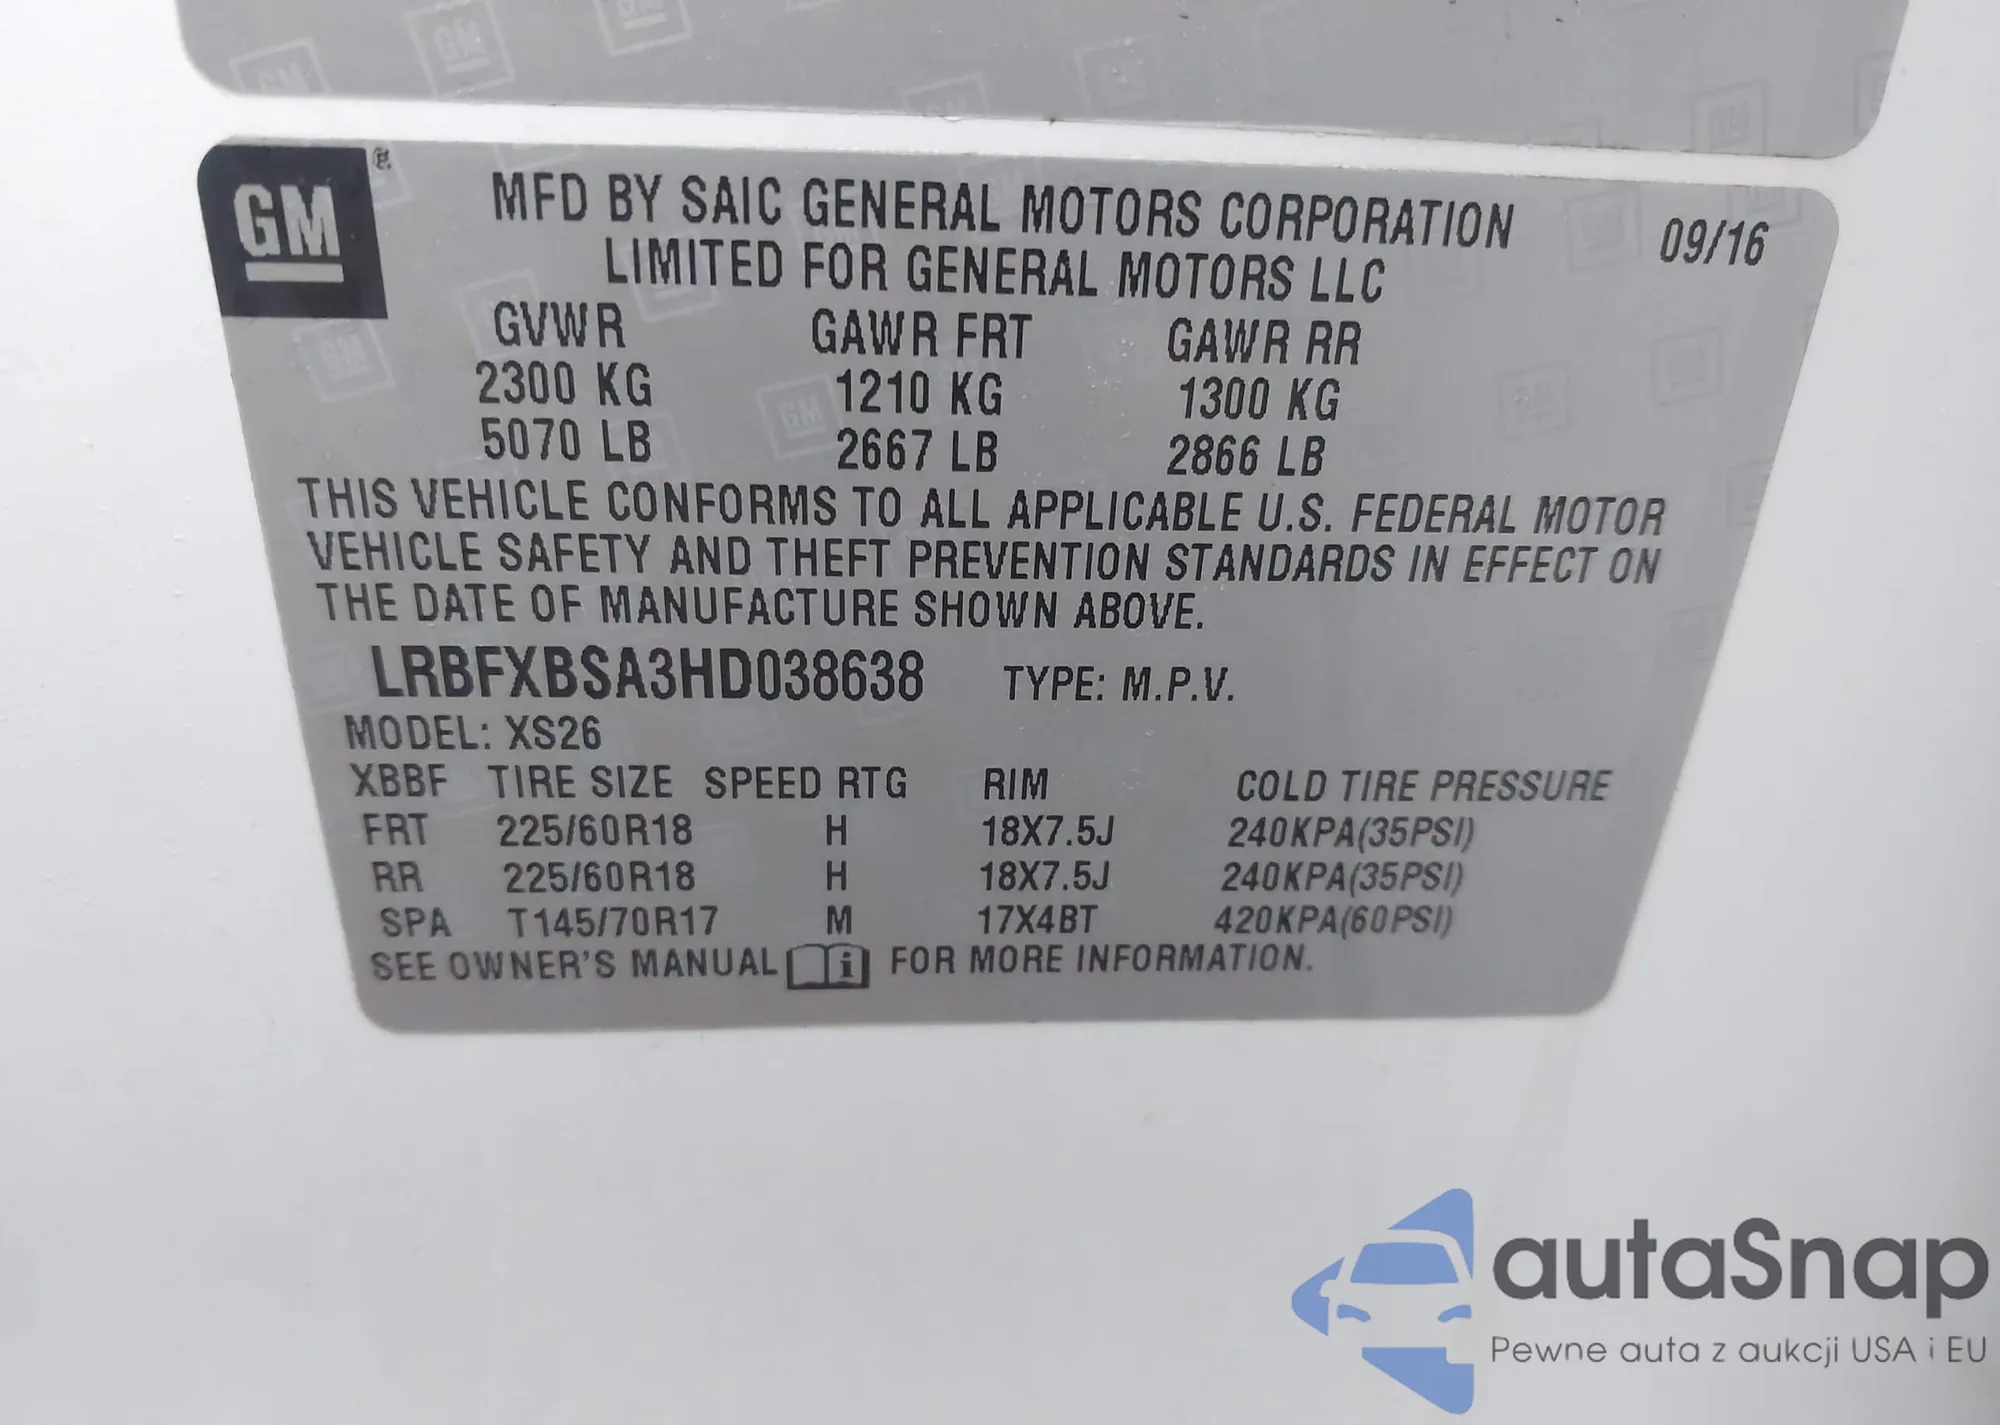 GM
MFD BY SAIC GENERAL MOTORS CORPORATION
LIMITED FOR GENERAL MOTORS LLC
09/16
GVWR GAWR FRT GAWR RR
2300 KG 1210 KG 1300 KG
5070 LB 2667 LB 2866 LB
THIS VEHICLE CONFORMS TO ALL APPLICABLE U.S. FEDERAL MOTOR
VEHICLE SAFETY AND THEFT PREVENTION STANDARDS IN EFFECT ON
THE DATE OF MANUFACTURE SHOWN ABOVE.
LRBFXBSA3HD038638 TYPE: M.P.V.
MODEL: XS26
XBBF TIRE SIZE SPEED RTG RIM COLD TIRE PRESSURE
FRT 225/60R18 H 18X7.5J 240KPA(35PSI)
RR 225/60R18 H 18X7.5J 240KPA(35PSI)
SPA T145/70R17 M 17X4BT 420KPA(60PSI)
SEE OWNER'S MANUAL i FOR MORE INFORMATION.
autaSnap
Pewne auta z aukcji USA i EU